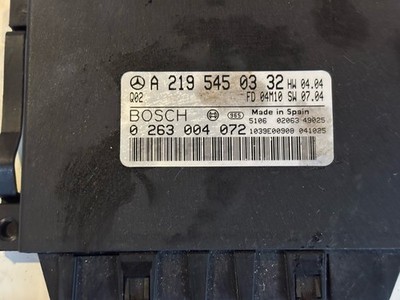 A 219 545 03 32 HW 04.04
Q02 FD 04M10 SW 07.04
BOSCH Made in Spain
5106 02063 49025
0 263 004 072 1039E00900 041025